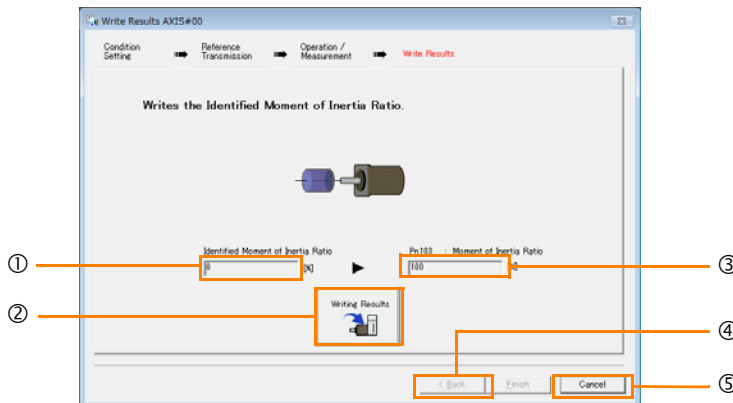 Write Results AXIS#00
Condition Setting
Reference Transmission
Operation / Measurement
Write Results
Writes the Identified Moment of Inertia Ratio.
Identified Moment of Inertia Ratio
Pn103 : Moment of Inertia Ratio
①
0
[%]
100
③
②
Writing Results
④
< Back
Finish
Cancel
⑤